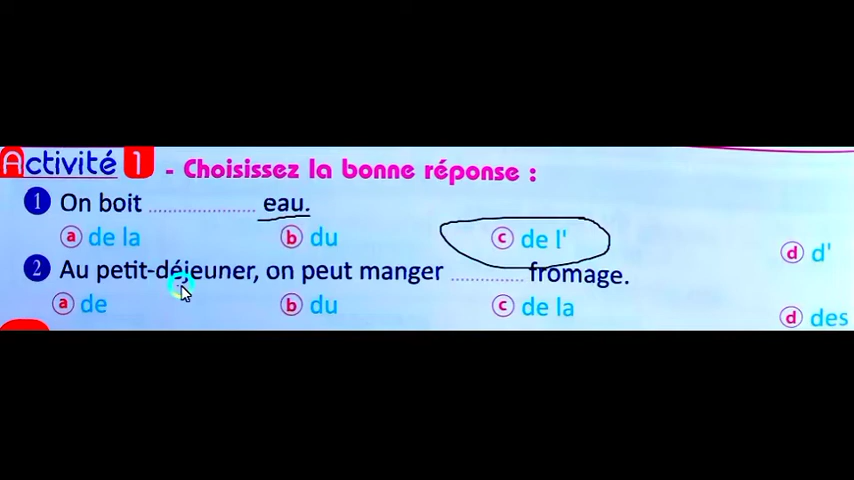 Activité 1 - Choisissez la bonne réponse :
1 On boit .................... eau.
a de la b du c de l' d d'
2 Au petit-déjeuner, on peut manger ............. fromage.
a de b du c de la d des